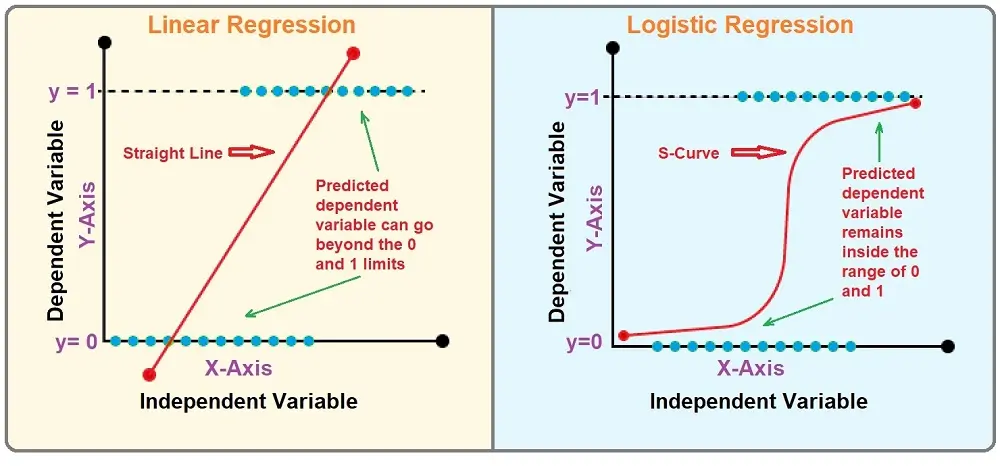 Linear Regression
y = 1
Straight Line
Predicted
dependent
variable can go
beyond the 0
and 1 limits
Dependent Variable
Y-Axis
y= 0
X-Axis
Independent Variable
Logistic Regression
y=1
S-Curve
Predicted
dependent
variable
remains
inside the
range of 0
and 1
Dependent Variable
Y-Axis
y=0
X-Axis
Independent Variable